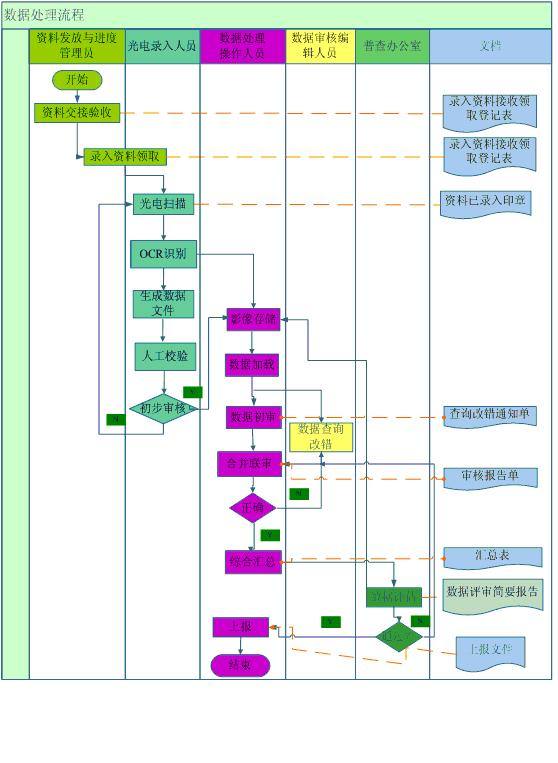 数据处理流程
资料发放与进度
管理员
光电录入人员
数据处理
操作人员
数据审核编
辑人员
普查办公室
文档
开始
资料交接验收
录入资料接收领
取登记表
录入资料领取
录入资料接收领
取登记表
光电扫描
资料已录入印章
OCR识别
生成数据
文件
影像存储
人工校验
数据加载
Y
初步审核
N
数据初审
查询改错通知单
数据查询
改错
合并联审
审核报告单
N
正确
Y
综合汇总
汇总表
数据评估
数据评审简要报告
上报
Y
N
上报文件
结束